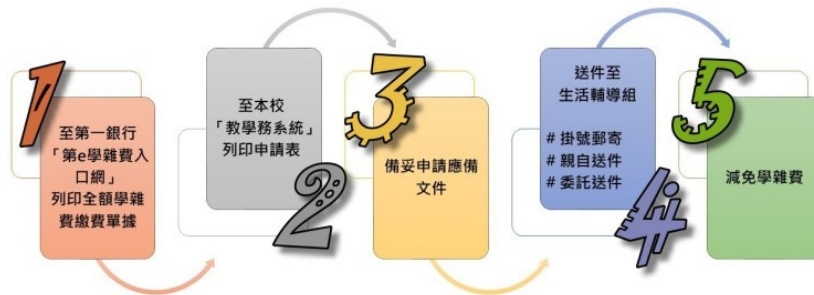 1
至第一銀行
「第e學雜費入
口網」
列印全額學雜
費繳費單據
2
至本校
「教學務系統」
列印申請表
3
備妥申請應備
文件
4
送件至
生活輔導組
# 掛號郵寄
# 親自送件
# 委託送件
5
減免學雜費